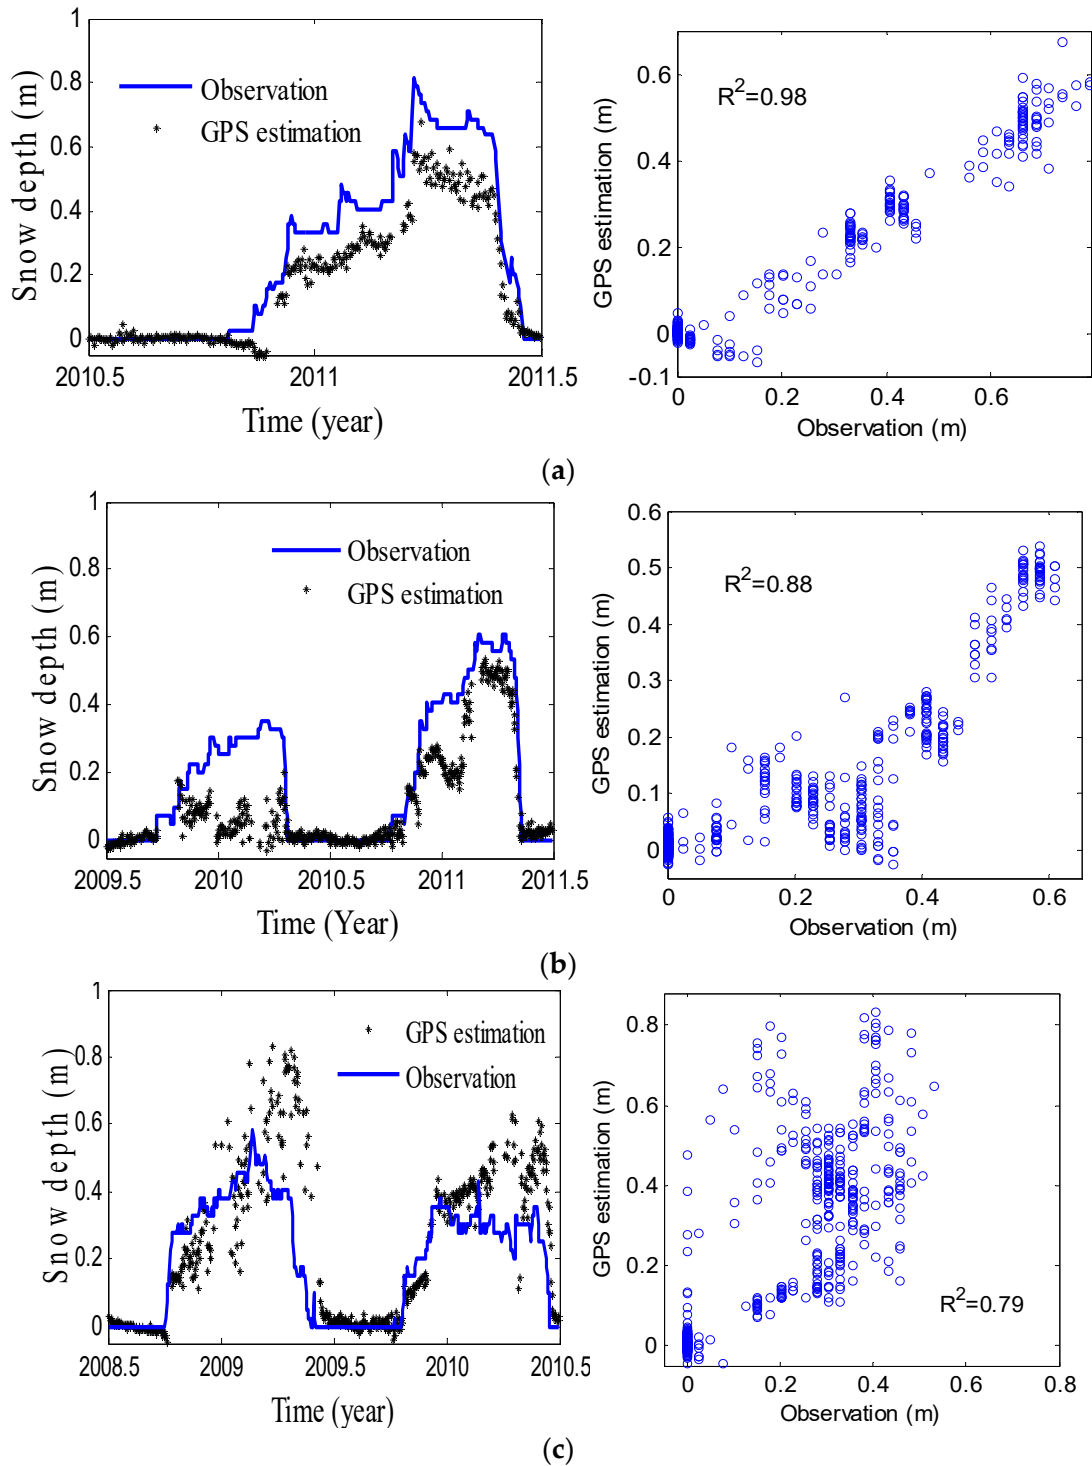 1
0.8
0.6
0.4
0.2
0
Snow depth (m)
Observation
GPS estimation
2010.5 2011 2011.5
Time (year)
0.6
0.4
0.2
0
-0.1
GPS estimation (m)
R²=0.98
0 0.2 0.4 0.6
Observation (m)
(a)
1
0.8
0.6
0.4
0.2
0
Snow depth (m)
Observation
GPS estimation
2009.5 2010 2010.5 2011 2011.5
Time (Year)
0.6
0.5
0.4
0.3
0.2
0.1
0
GPS estimation (m)
R²=0.88
0 0.2 0.4 0.6
Observation (m)
(b)
1
0.8
0.6
0.4
0.2
0
Snow depth (m)
GPS estimation
Observation
2008.5 2009 2009.5 2010 2010.5
Time (year)
0.8
0.6
0.4
0.2
0
GPS estimation (m)
R²=0.79
0 0.2 0.4 0.6 0.8
Observation (m)
(c)